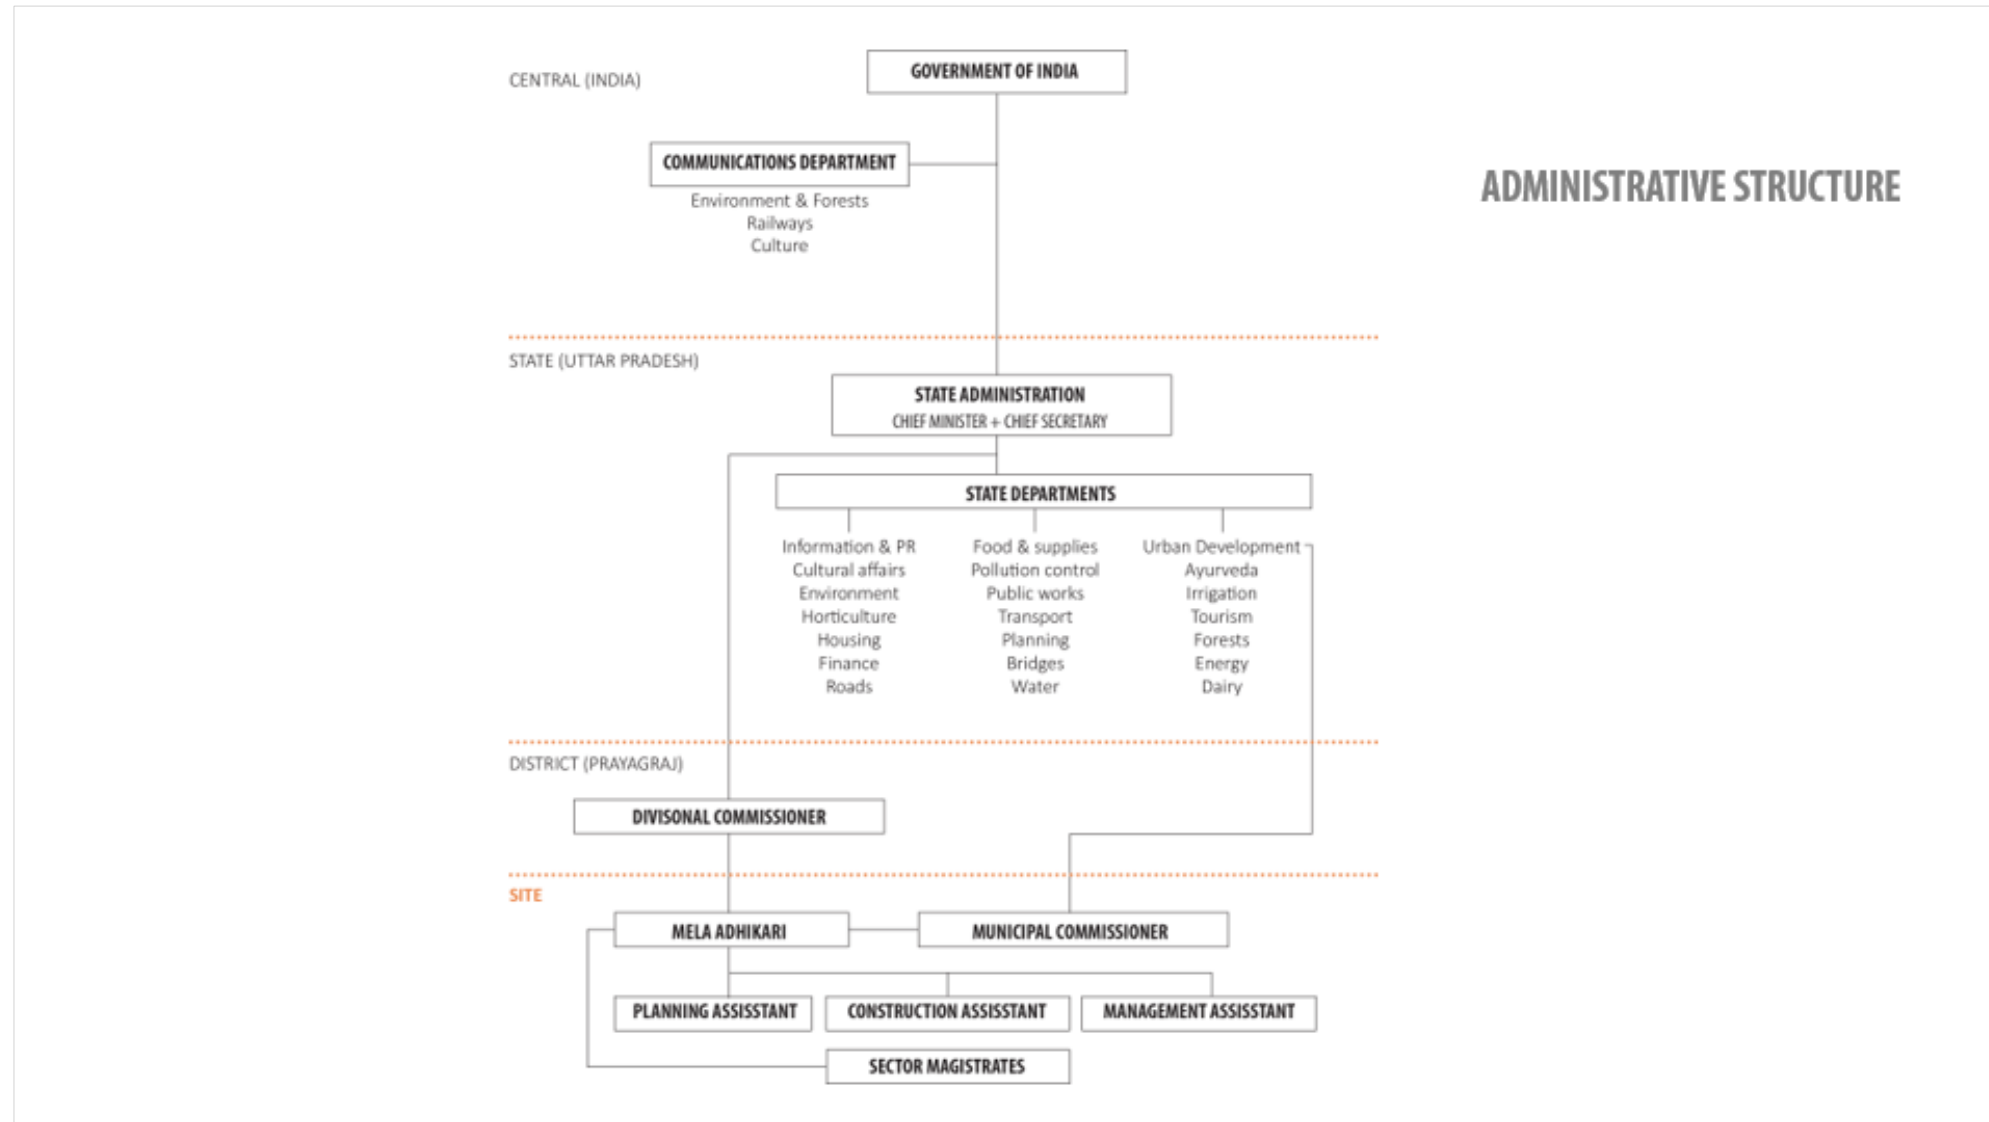 CENTRAL (INDIA)
GOVERNMENT OF INDIA
COMMUNICATIONS DEPARTMENT
Environment & Forests
Railways
Culture
ADMINISTRATIVE STRUCTURE
STATE (UTTAR PRADESH)
STATE ADMINISTRATION
CHIEF MINISTER + CHIEF SECRETARY
STATE DEPARTMENTS
Information & PR
Cultural affairs
Environment
Horticulture
Housing
Finance
Roads
Food & supplies
Pollution control
Public works
Transport
Planning
Bridges
Water
Urban Development
Ayurveda
Irrigation
Tourism
Forests
Energy
Dairy
DISTRICT (PRAYAGRAJ)
DIVISONAL COMMISSIONER
SITE
MELA ADHIKARI
MUNICIPAL COMMISSIONER
PLANNING ASSISSTANT
CONSTRUCTION ASSISSTANT
MANAGEMENT ASSISSTANT
SECTOR MAGISTRATES